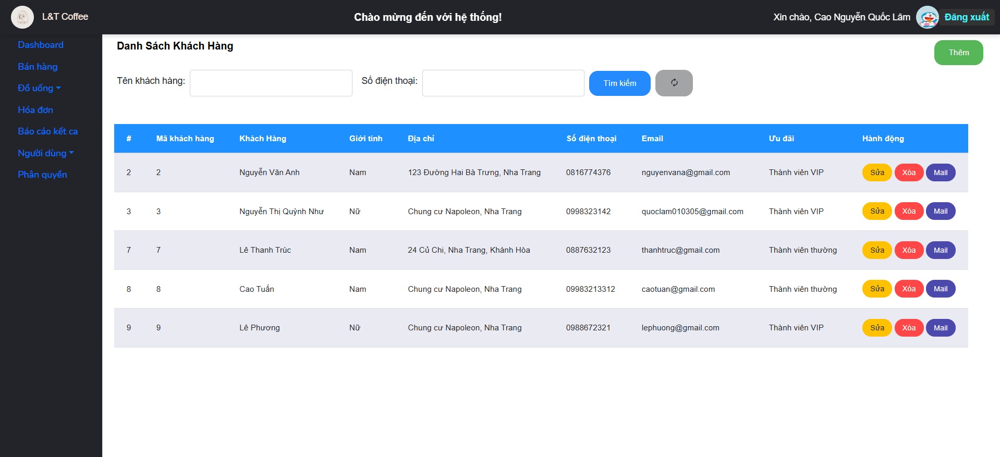 L&T Coffee
Chào mừng đến với hệ thống!
Xin chào, Cao Nguyễn Quốc Lâm Đăng xuất
Dashboard
Bán hàng
Đồ uống
Hóa đơn
Báo cáo kết ca
Người dùng
Phân quyền
Danh Sách Khách Hàng
Thêm
Tên khách hàng: Số điện thoại: Tìm kiếm
# Mã khách hàng Khách Hàng Giới tính Địa chỉ Số điện thoại Email Ưu đãi Hành động
2 2 Nguyễn Văn Anh Nam 123 Đường Hai Bà Trưng, Nha Trang 0816774376 nguyenvana@gmail.com Thành viên VIP Sửa Xóa Mail
3 3 Nguyễn Thị Quỳnh Như Nữ Chung cư Napoleon, Nha Trang 0998323142 quoclam010305@gmail.com Thành viên VIP Sửa Xóa Mail
7 7 Lê Thanh Trúc Nam 24 Củ Chi, Nha Trang, Khánh Hòa 0887632123 thanhtruc@gmail.com Thành viên thường Sửa Xóa Mail
8 8 Cao Tuấn Nam Chung cư Napoleon, Nha Trang 09983213312 caotuan@gmail.com Thành viên thường Sửa Xóa Mail
9 9 Lê Phương Nữ Chung cư Napoleon, Nha Trang 0988672321 lephuong@gmail.com Thành viên VIP Sửa Xóa Mail